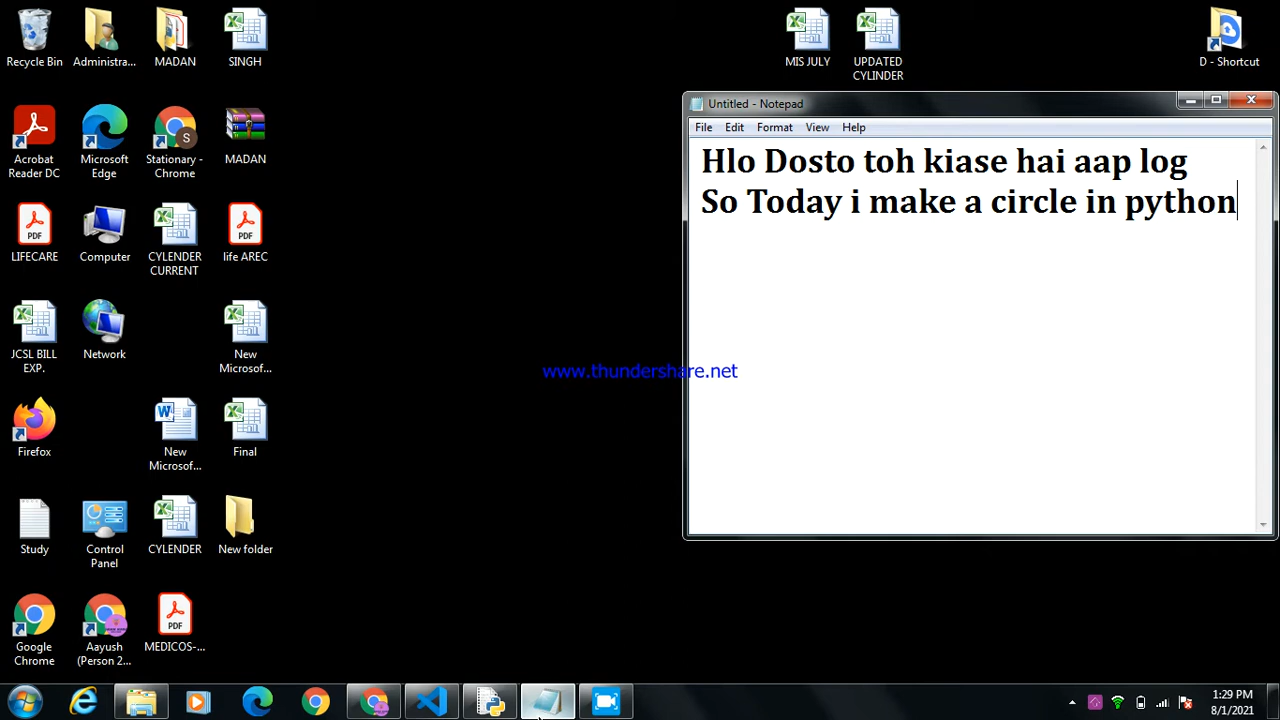 Recycle Bin
Administra...
MADAN
SINGH
MIS JULY
UPDATED
CYLINDER
D - Shortcut
Untitled - Notepad
File Edit Format View Help
Hlo Dosto toh kiase hai aap log
So Today i make a circle in python
Acrobat
Reader DC
Microsoft
Edge
S
Stationary -
Chrome
MADAN
PDF
LIFECARE
Computer
CYLENDER
CURRENT
PDF
life AREC
JCSL BILL
EXP.
Network
New
Microsof...
www.thundershare.net
Firefox
New
Microsof...
Final
Study
Control
Panel
CYLENDER
New folder
Google
Chrome
Aayush
(Person 2...
PDF
MEDICOS-...
1:29 PM
8/1/2021